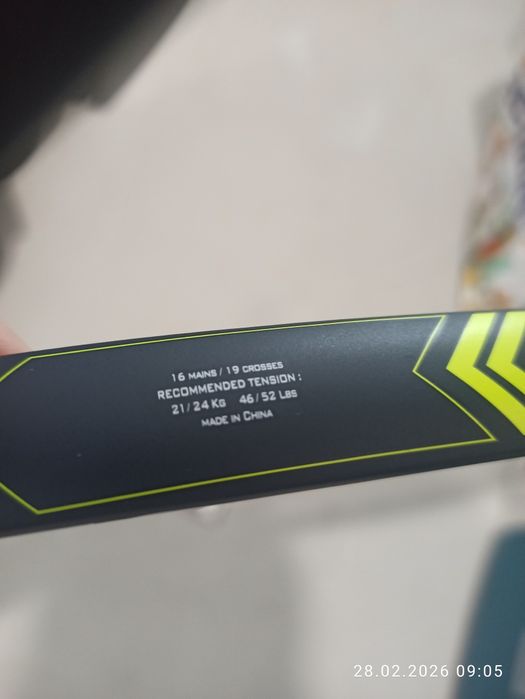 16 MAINS / 19 CROSSES
RECOMMENDED TENSION :
21 / 24 KG 46 / 52 LBS
MADE IN CHINA
28.02.2026 09:05